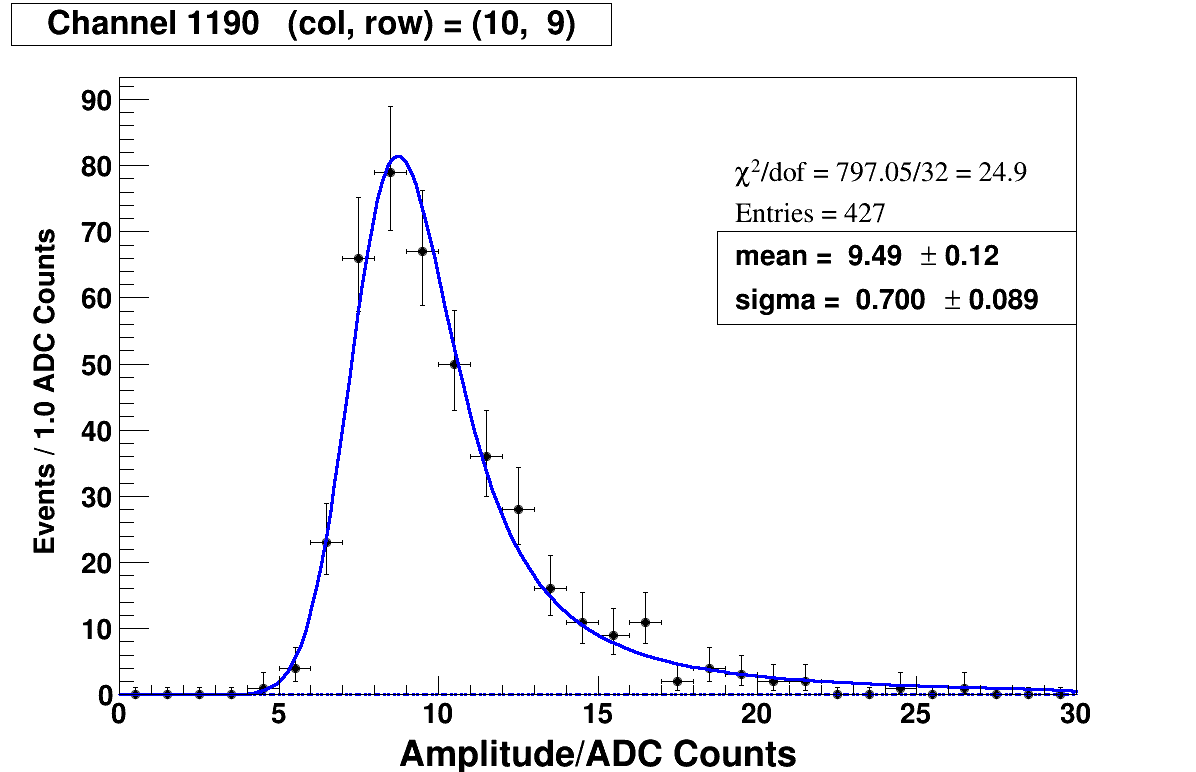 Channel 1190 (col, row) = (10, 9)
90
80
70
60
50
40
30
20
10
0
Events / 1.0 ADC Counts
χ²/dof = 797.05/32 = 24.9
Entries = 427
mean = 9.49 ± 0.12
sigma = 0.700 ± 0.089
0 5 10 15 20 25 30
Amplitude/ADC Counts